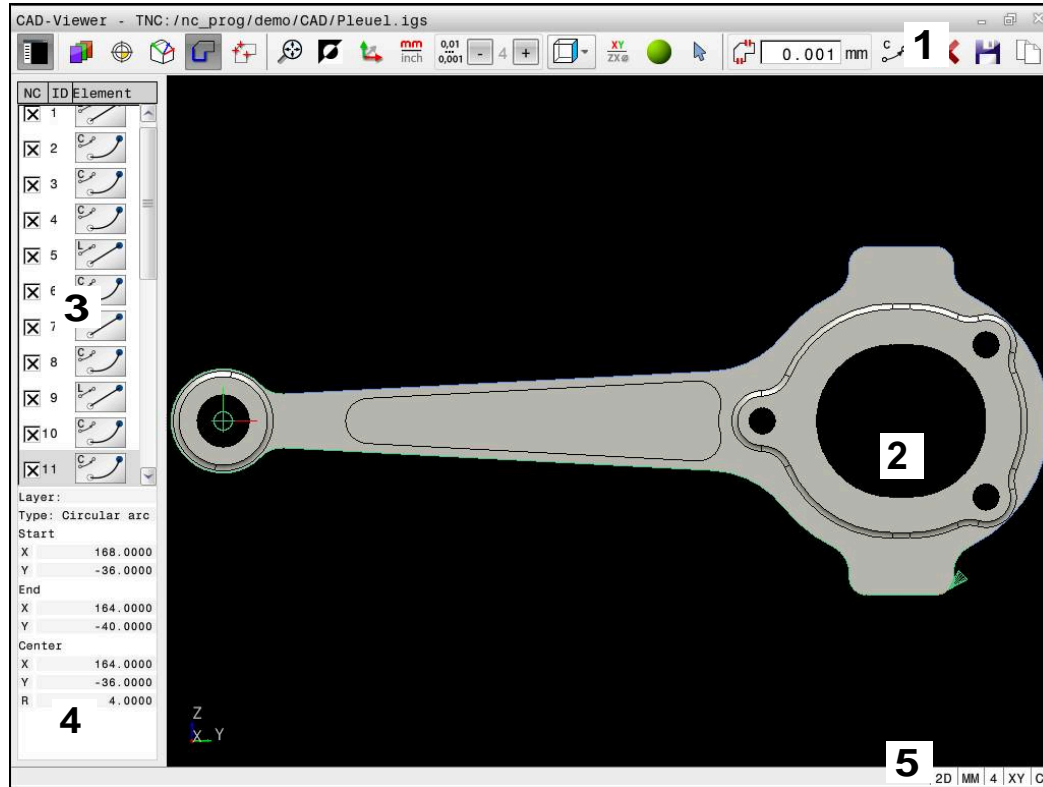 CAD-Viewer - TNC:/nc_prog/demo/CAD/Pleuel.igs
mm
inch
0,01
0,001
- 4 +
XY
ZX
0.001 mm
C
1
NC ID Element
1
2 C
3 C
4 C
5 L
6 C
3
7
8 C
9 L
10 C
11 C
2
Layer:
Type: Circular arc
Start
X 168.0000
Y -36.0000
End
X 164.0000
Y -40.0000
Center
X 164.0000
Y -36.0000
R 4.0000
4
Z
X Y
5
2D MM 4 XY C